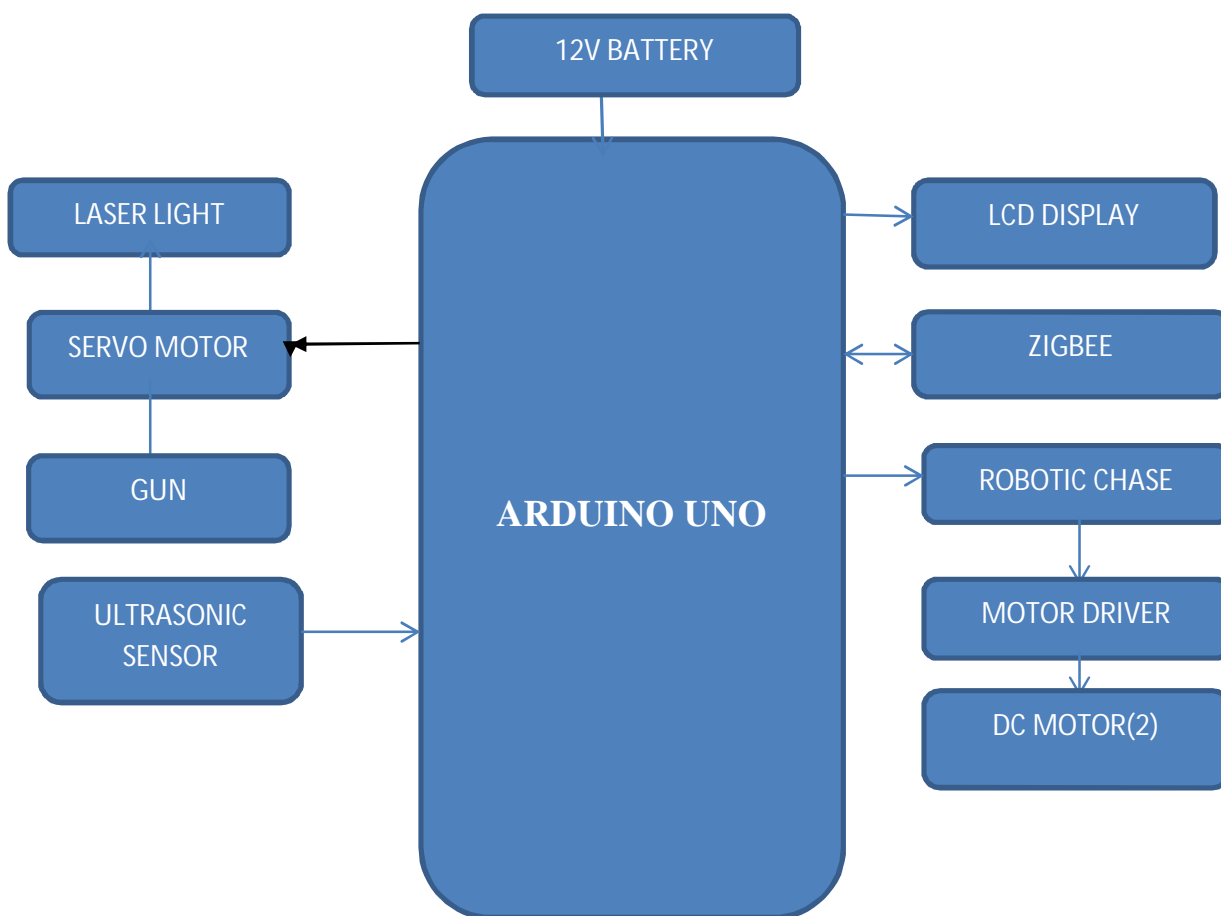 12V BATTERY
LASER LIGHT
LCD DISPLAY
SERVO MOTOR
ZIGBEE
GUN
ROBOTIC CHASE
ARDUINO UNO
ULTRASONIC
SENSOR
MOTOR DRIVER
DC MOTOR(2)